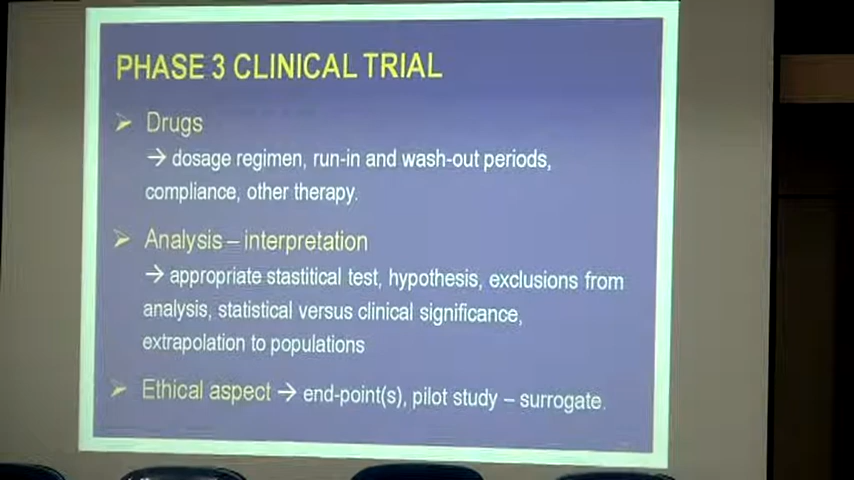 PHASE 3 CLINICAL TRIAL
➢ Drugs
→ dosage regimen, run-in and wash-out periods,
compliance, other therapy.
➢ Analysis – interpretation
→ appropriate stastitical test, hypothesis, exclusions from
analysis, statistical versus clinical significance,
extrapolation to populations
➢ Ethical aspect → end-point(s), pilot study – surrogate.